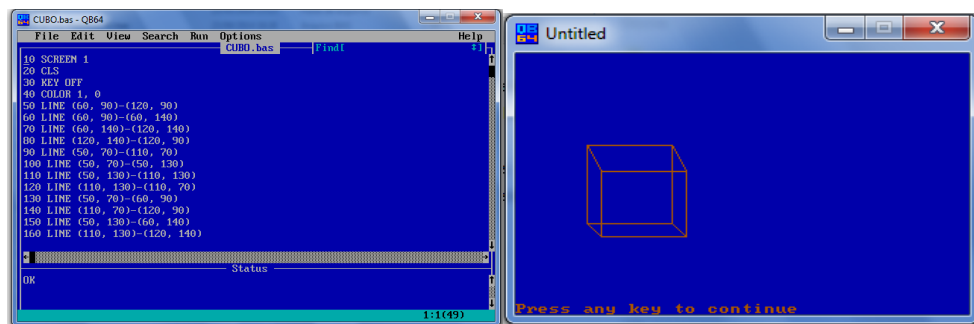 CUBO.bas - QB64
File Edit View Search Run Options Help
CUBO.bas Find[ ]
10 SCREEN 1
20 CLS
30 KEY OFF
40 COLOR 1, 0
50 LINE (60, 90)-(120, 90)
60 LINE (60, 90)-(60, 140)
70 LINE (60, 140)-(120, 140)
80 LINE (120, 140)-(120, 90)
90 LINE (50, 70)-(110, 70)
100 LINE (50, 70)-(50, 130)
110 LINE (50, 130)-(110, 130)
120 LINE (110, 130)-(110, 70)
130 LINE (50, 70)-(60, 90)
140 LINE (110, 70)-(120, 90)
150 LINE (50, 130)-(60, 140)
160 LINE (110, 130)-(120, 140)
Status
OK
1:1(49)
QB
64
Untitled
Press any key to continue